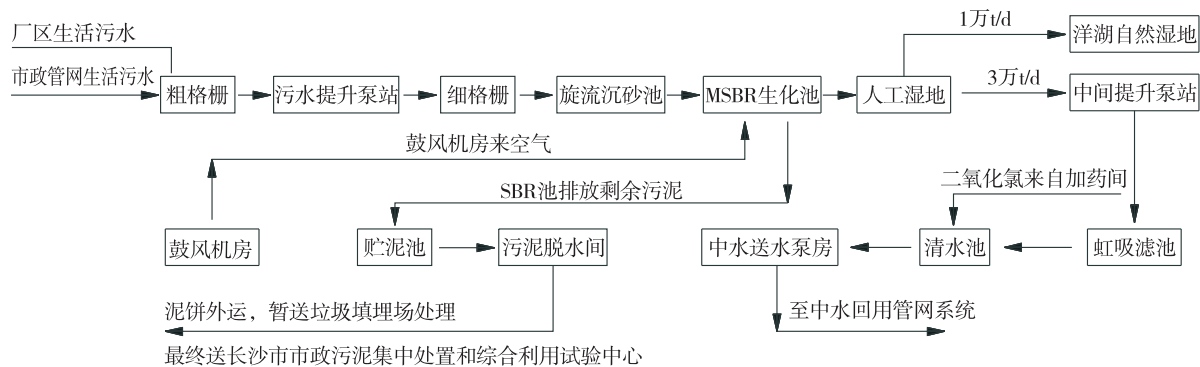 厂区生活污水
1万t/d
洋湖自然湿地
市政管网生活污水
粗格栅
污水提升泵站
细格栅
旋流沉砂池
MSBR生化池
人工湿地
3万t/d
中间提升泵站
鼓风机房来空气
SBR池排放剩余污泥
二氧化氯来自加药间
鼓风机房
贮泥池
污泥脱水间
中水送水泵房
清水池
虹吸滤池
泥饼外运，暂送垃圾填埋场处理
至中水回用管网系统
最终送长沙市市政污泥集中处置和综合利用试验中心